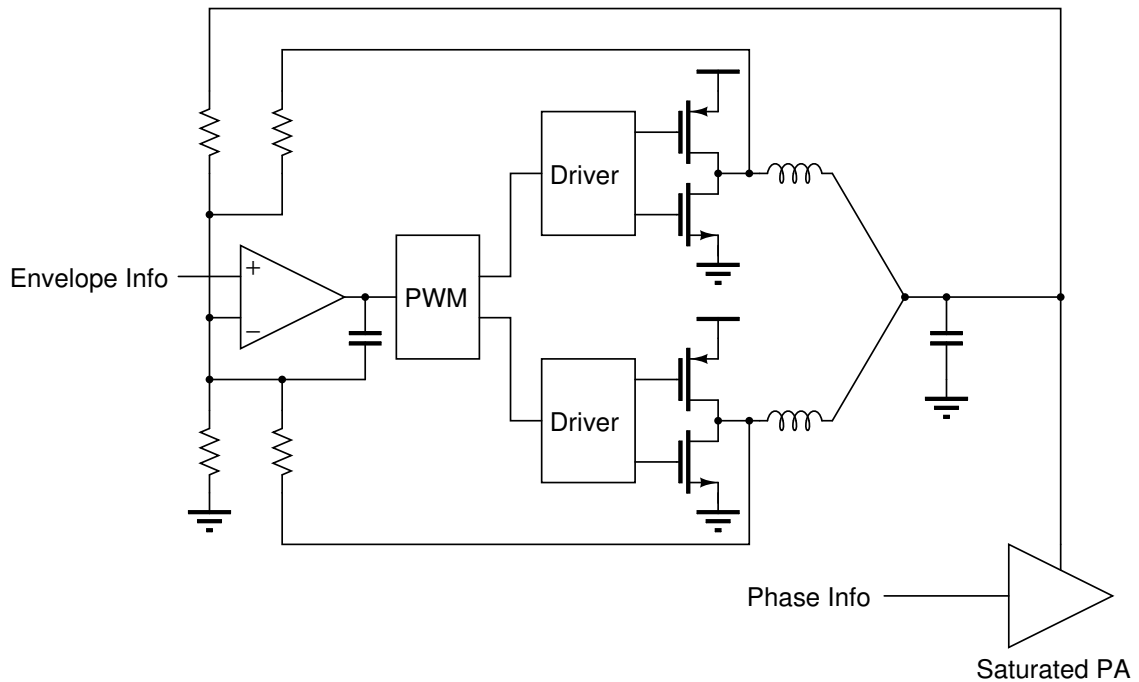 Driver
Envelope Info
+
−
PWM
Driver
Phase Info
Saturated PA